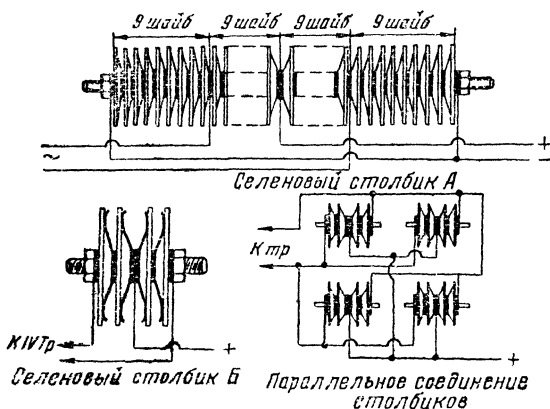 9 шайб 9 шайб 9 шайб 9 шайб
+
~
−
Селеновый столбик А
К тр
К IV Тр
+
+
Селеновый столбик Б
Параллельное соединение
столбиков